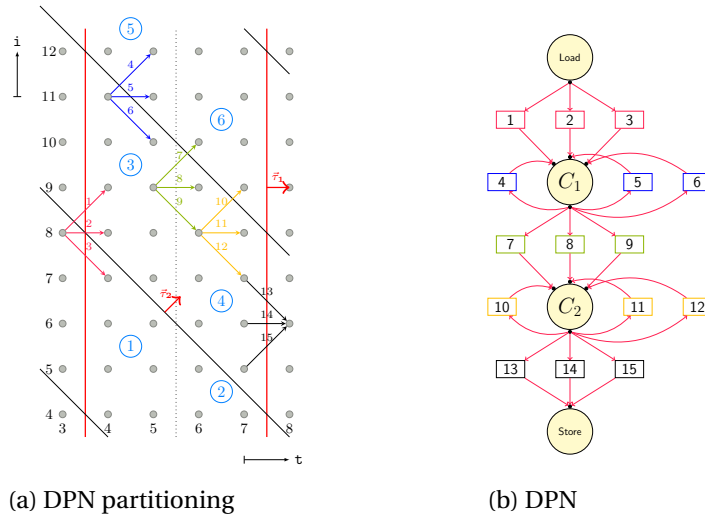 i
12
11
10
9
8
7
6
5
4
3 4 5 6 7 8
t
5
4
5
6
6
3
7
8
9
1
2
3
10
11
12
τ⃗₁
τ⃗₂
4
13
14
15
1
2
(a) DPN partitioning
Load
1 2 3
4 C₁ 5 6
7 8 9
10 C₂ 11 12
13 14 15
Store
(b) DPN